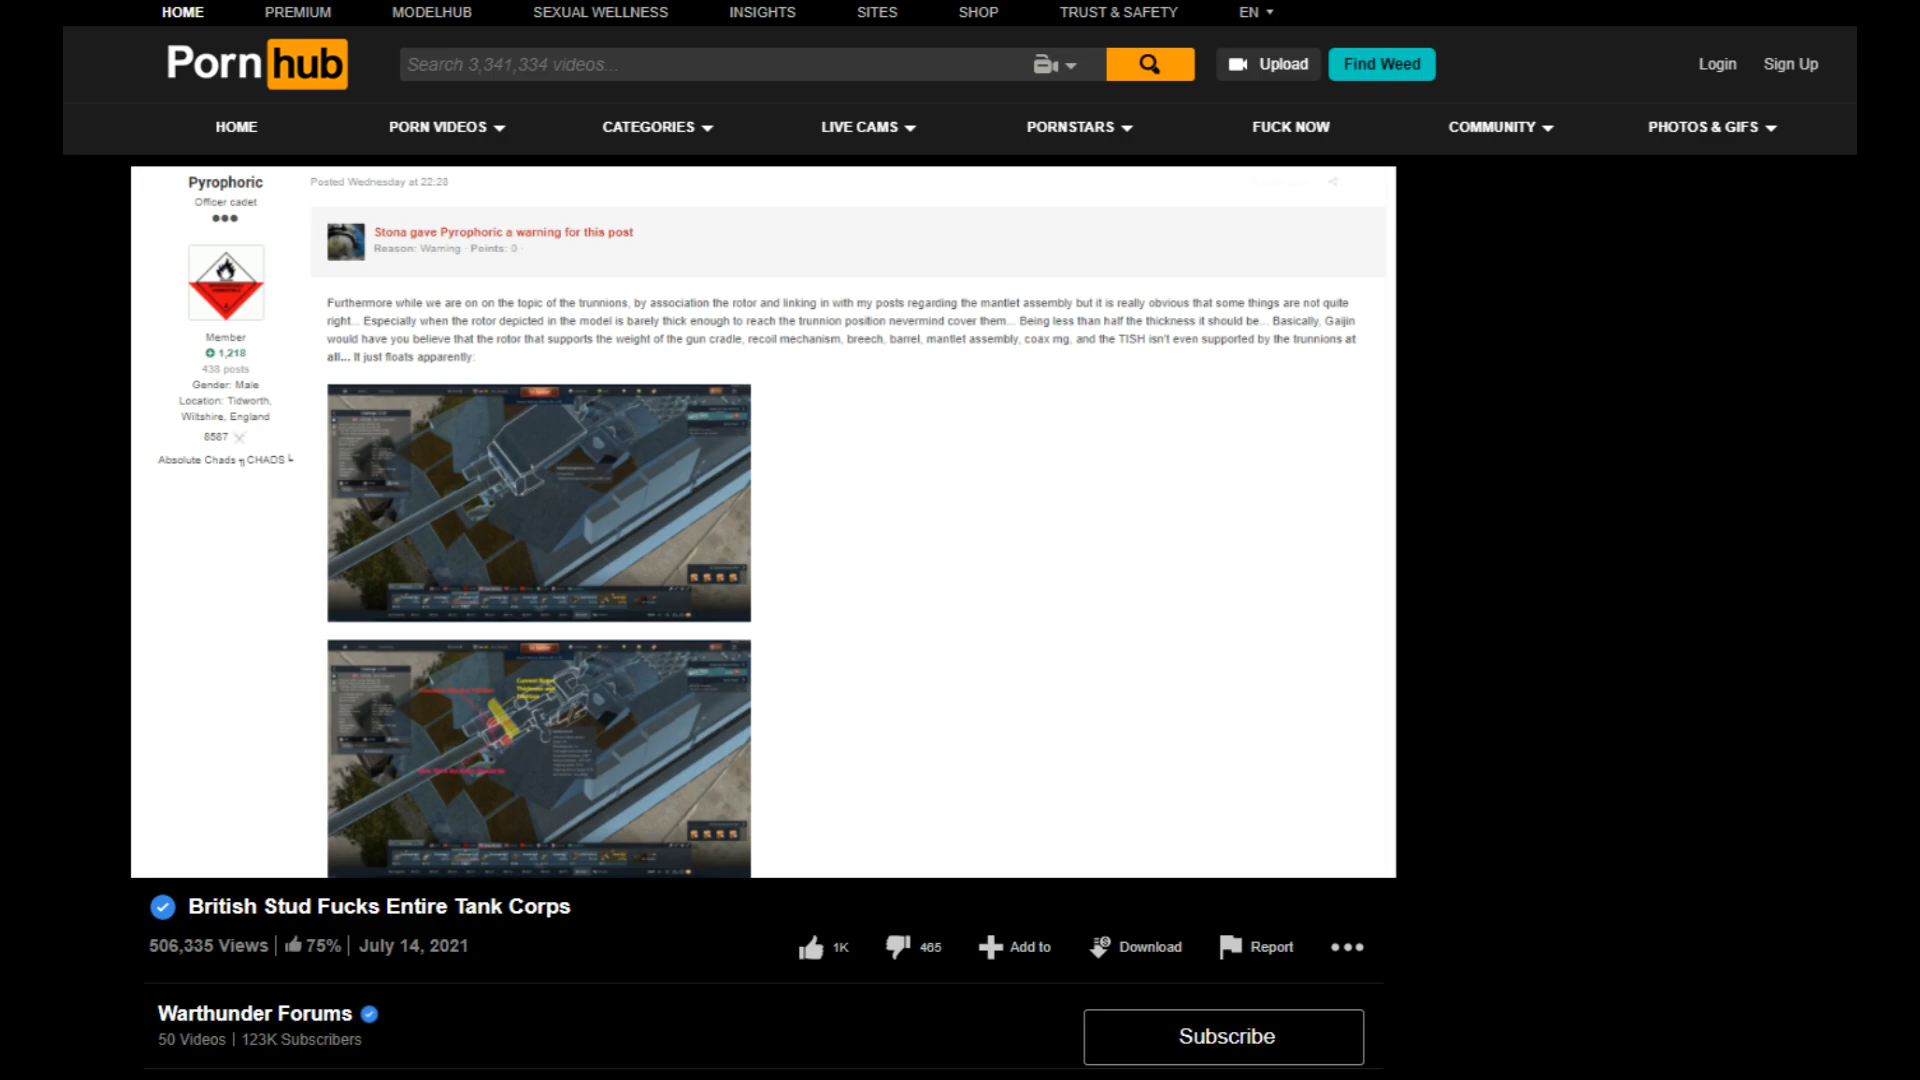 HOME PREMIUM MODELHUB SEXUAL WELLNESS INSIGHTS SITES SHOP TRUST & SAFETY EN
Pornhub Search 3,341,334 videos... Upload Find Weed Login Sign Up
HOME PORN VIDEOS CATEGORIES LIVE CAMS PORNSTARS FUCK NOW COMMUNITY PHOTOS & GIFS
Pyrophoric
Officer cadet
Member
1,218
438 posts
Gender: Male
Location: Tidworth,
Wiltshire, England
8587
Absolute Chads ╗ CHADS ╚
Posted Wednesday at 22:28
Stona gave Pyrophoric a warning for this post
Reason: Warning · Points: 0 ·
Furthermore while we are on on the topic of the trunnions, by association the rotor and linking in with my posts regarding the mantlet assembly but it is really obvious that some things are not quite
right... Especially when the rotor depicted in the model is barely thick enough to reach the trunnion position nevermind cover them... Being less than half the thickness it should be... Basically, Gaijin
would have you believe that the rotor that supports the weight of the gun cradle, recoil mechanism, breech, barrel, mantlet assembly, coax mg, and the TISH isn't even supported by the trunnions at
all... It just floats apparently:
Current Rotor
Thickness and
British Stud Fucks Entire Tank Corps
506,335 Views 75% July 14, 2021
1K 465 Add to Download Report
Warthunder Forums
50 Videos 123K Subscribers
Subscribe